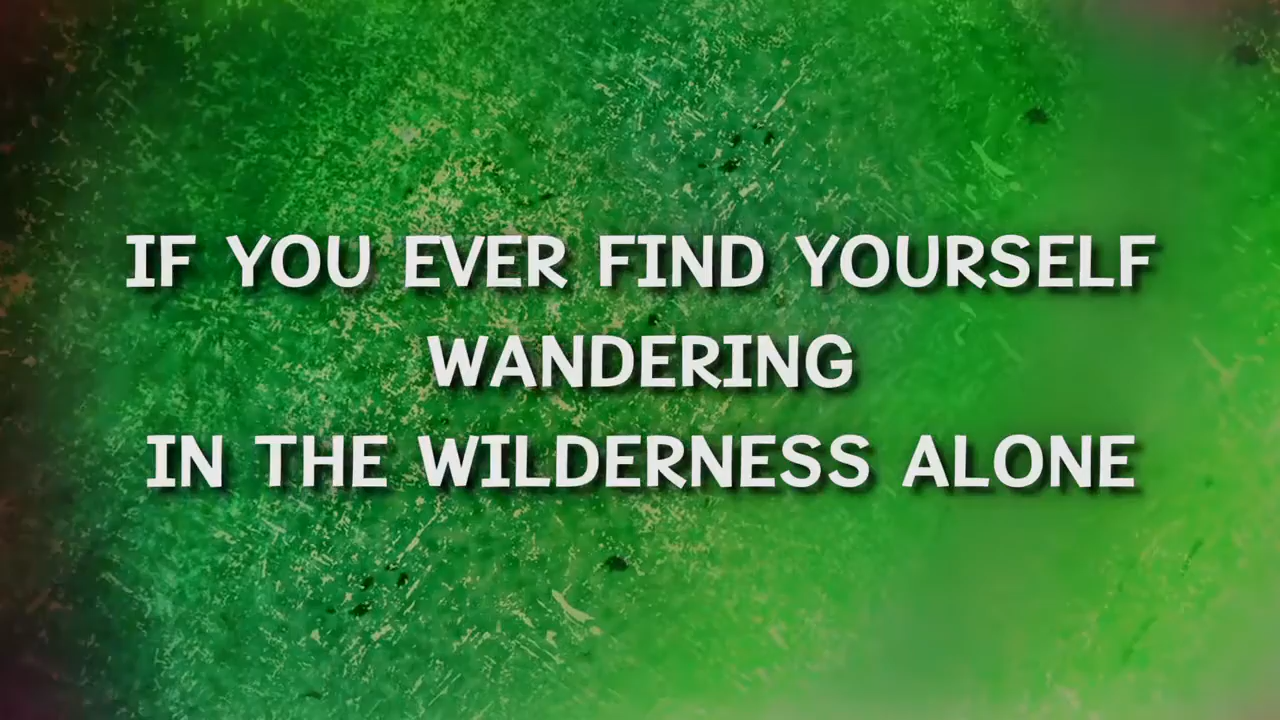 IF YOU EVER FIND YOURSELF
WANDERING
IN THE WILDERNESS ALONE